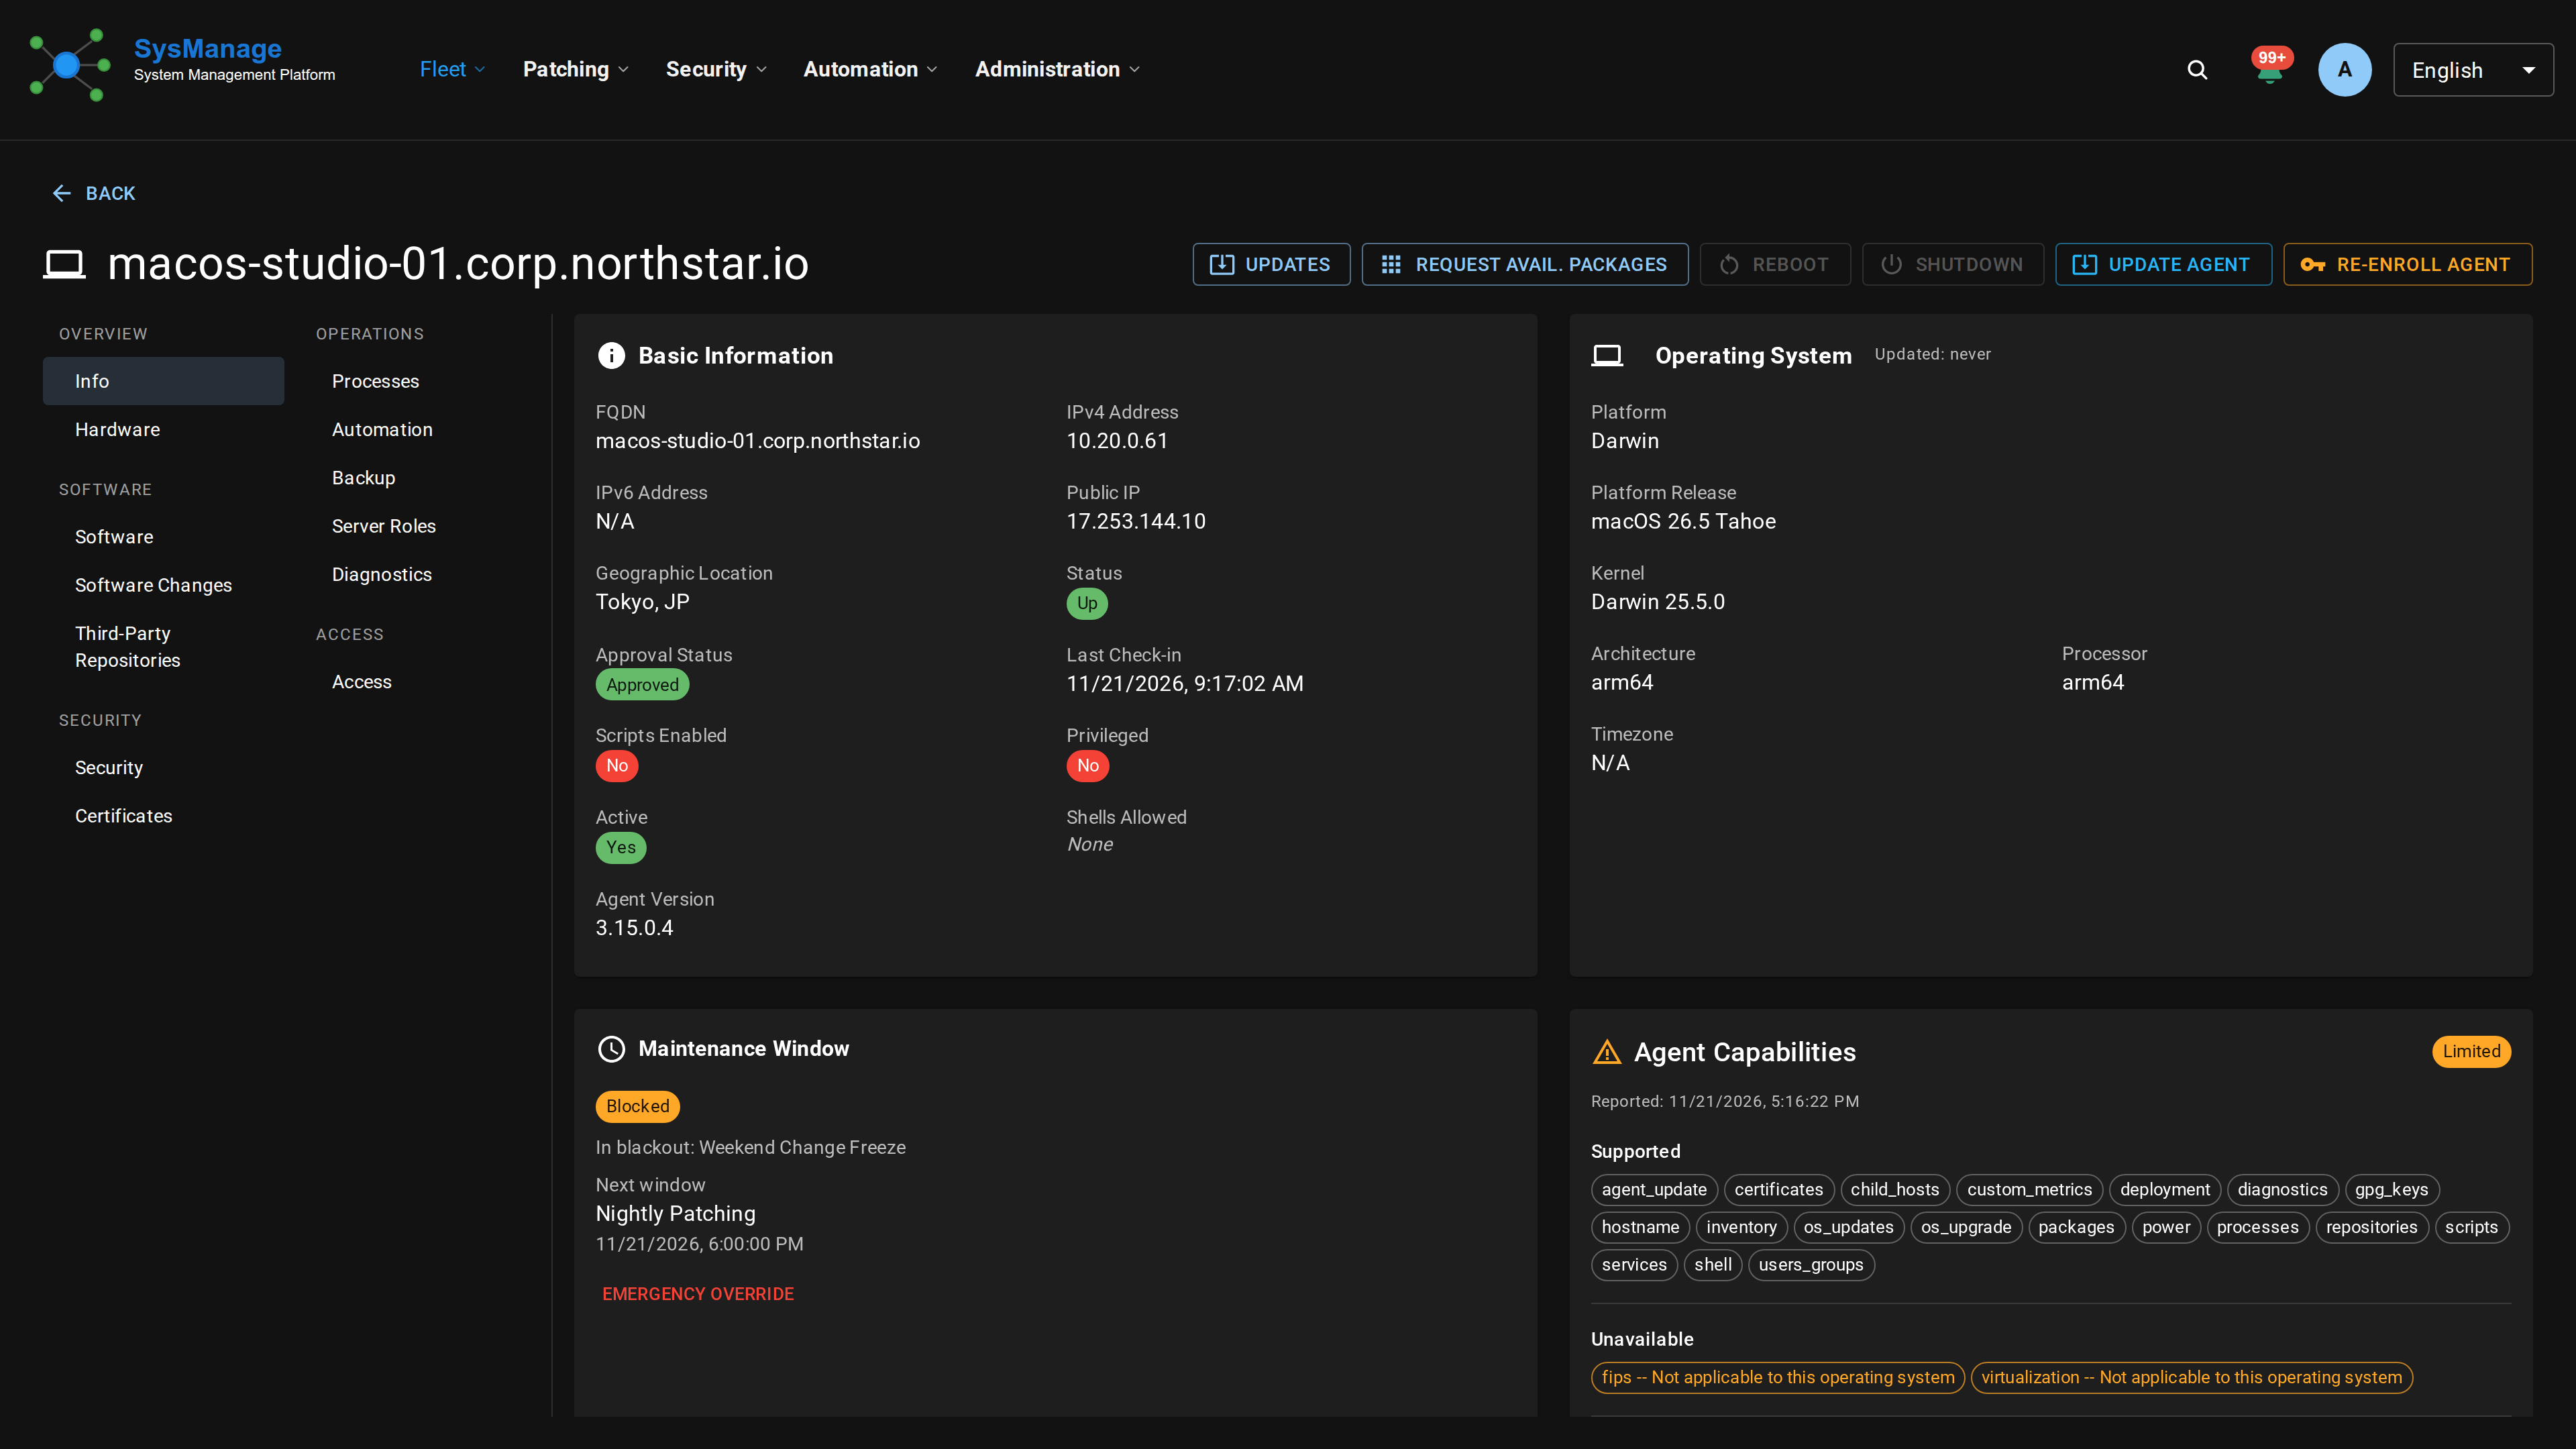 SysManage
System Management Platform
Fleet
Patching
Security
Automation
Administration
99+
A
English
BACK
macos-studio-01.corp.northstar.io
UPDATES
REQUEST AVAIL. PACKAGES
REBOOT
SHUTDOWN
UPDATE AGENT
RE-ENROLL AGENT
OVERVIEW
Info
Hardware
SOFTWARE
Software
Software Changes
Third-Party
Repositories
SECURITY
Security
Certificates
OPERATIONS
Processes
Automation
Backup
Server Roles
Diagnostics
ACCESS
Access
Basic Information
FQDN
macos-studio-01.corp.northstar.io
IPv4 Address
10.20.0.61
IPv6 Address
N/A
Public IP
17.253.144.10
Geographic Location
Tokyo, JP
Status
Up
Approval Status
Approved
Last Check-in
11/21/2026, 9:17:02 AM
Scripts Enabled
No
Privileged
No
Active
Yes
Shells Allowed
None
Agent Version
3.15.0.4
Operating System
Updated: never
Platform
Darwin
Platform Release
macOS 26.5 Tahoe
Kernel
Darwin 25.5.0
Architecture
arm64
Processor
arm64
Timezone
N/A
Maintenance Window
Blocked
In blackout: Weekend Change Freeze
Next window
Nightly Patching
11/21/2026, 6:00:00 PM
EMERGENCY OVERRIDE
Agent Capabilities
Limited
Reported: 11/21/2026, 5:16:22 PM
Supported
agent_update certificates child_hosts custom_metrics deployment diagnostics gpg_keys
hostname inventory os_updates os_upgrade packages power processes repositories scripts
services shell users_groups
Unavailable
fips -- Not applicable to this operating system virtualization -- Not applicable to this operating system